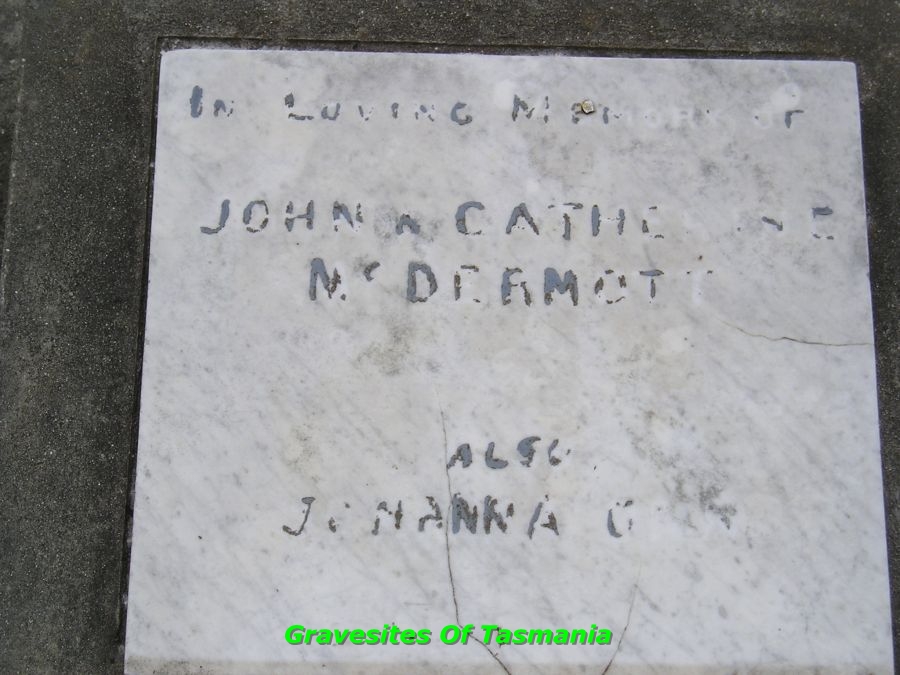 In Loving Memory of
JOHN & CATHERINE
McDERMOTT
ALSO
JOHANNA
Gravesites Of Tasmania